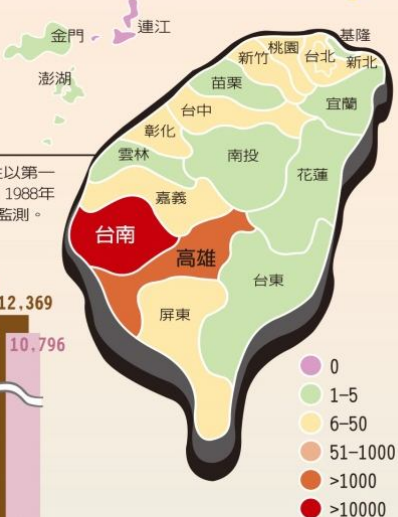 連江
金門
澎湖
基隆
桃園
台北
新竹
新北
苗栗
宜蘭
台中
彰化
雲林
南投
花蓮
以第一
1988年
監測。
嘉義
台南
高雄
台東
屏東
12,369
10,796
0
1–5
6–50
51–1000
>1000
>10000